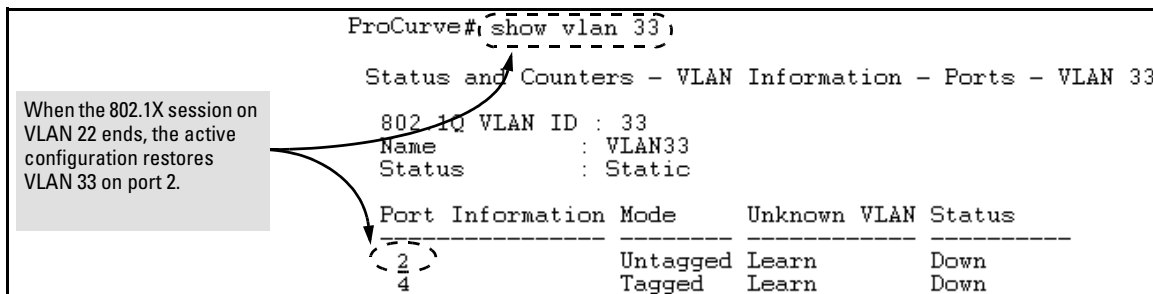 ProCurve# show vlan 33
Status and Counters - VLAN Information - Ports - VLAN 33
When the 802.1X session on
VLAN 22 ends, the active
configuration restores
VLAN 33 on port 2.
802.1Q VLAN ID : 33
Name : VLAN33
Status : Static
Port Information Mode Unknown VLAN Status
---------------- -------- ------------ ----------
2 Untagged Learn Down
4 Tagged Learn Down